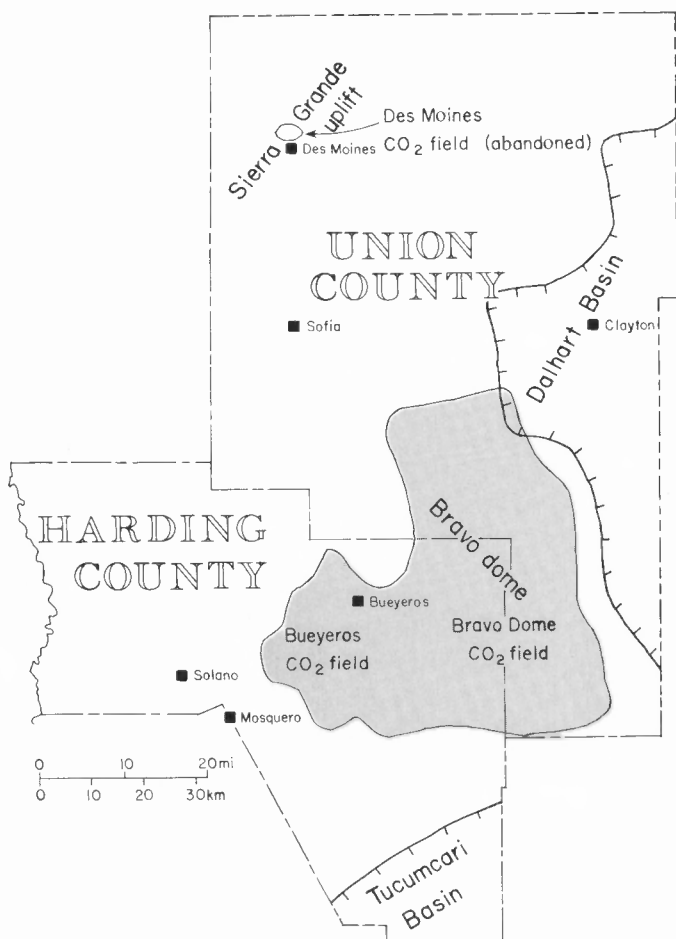 Sierra Grande
uplift
Des Moines
CO2 field (abandoned)
Des Moines
UNION
COUNTY
Sofia
Dalhart Basin
Clayton
HARDING
COUNTY
Bravo dome
Bueyeros
Bueyeros
CO2 field
Bravo Dome
CO2 field
Solano
Mosquero
0 10 20mi
0 10 20 30km
Tucumcari
Basin